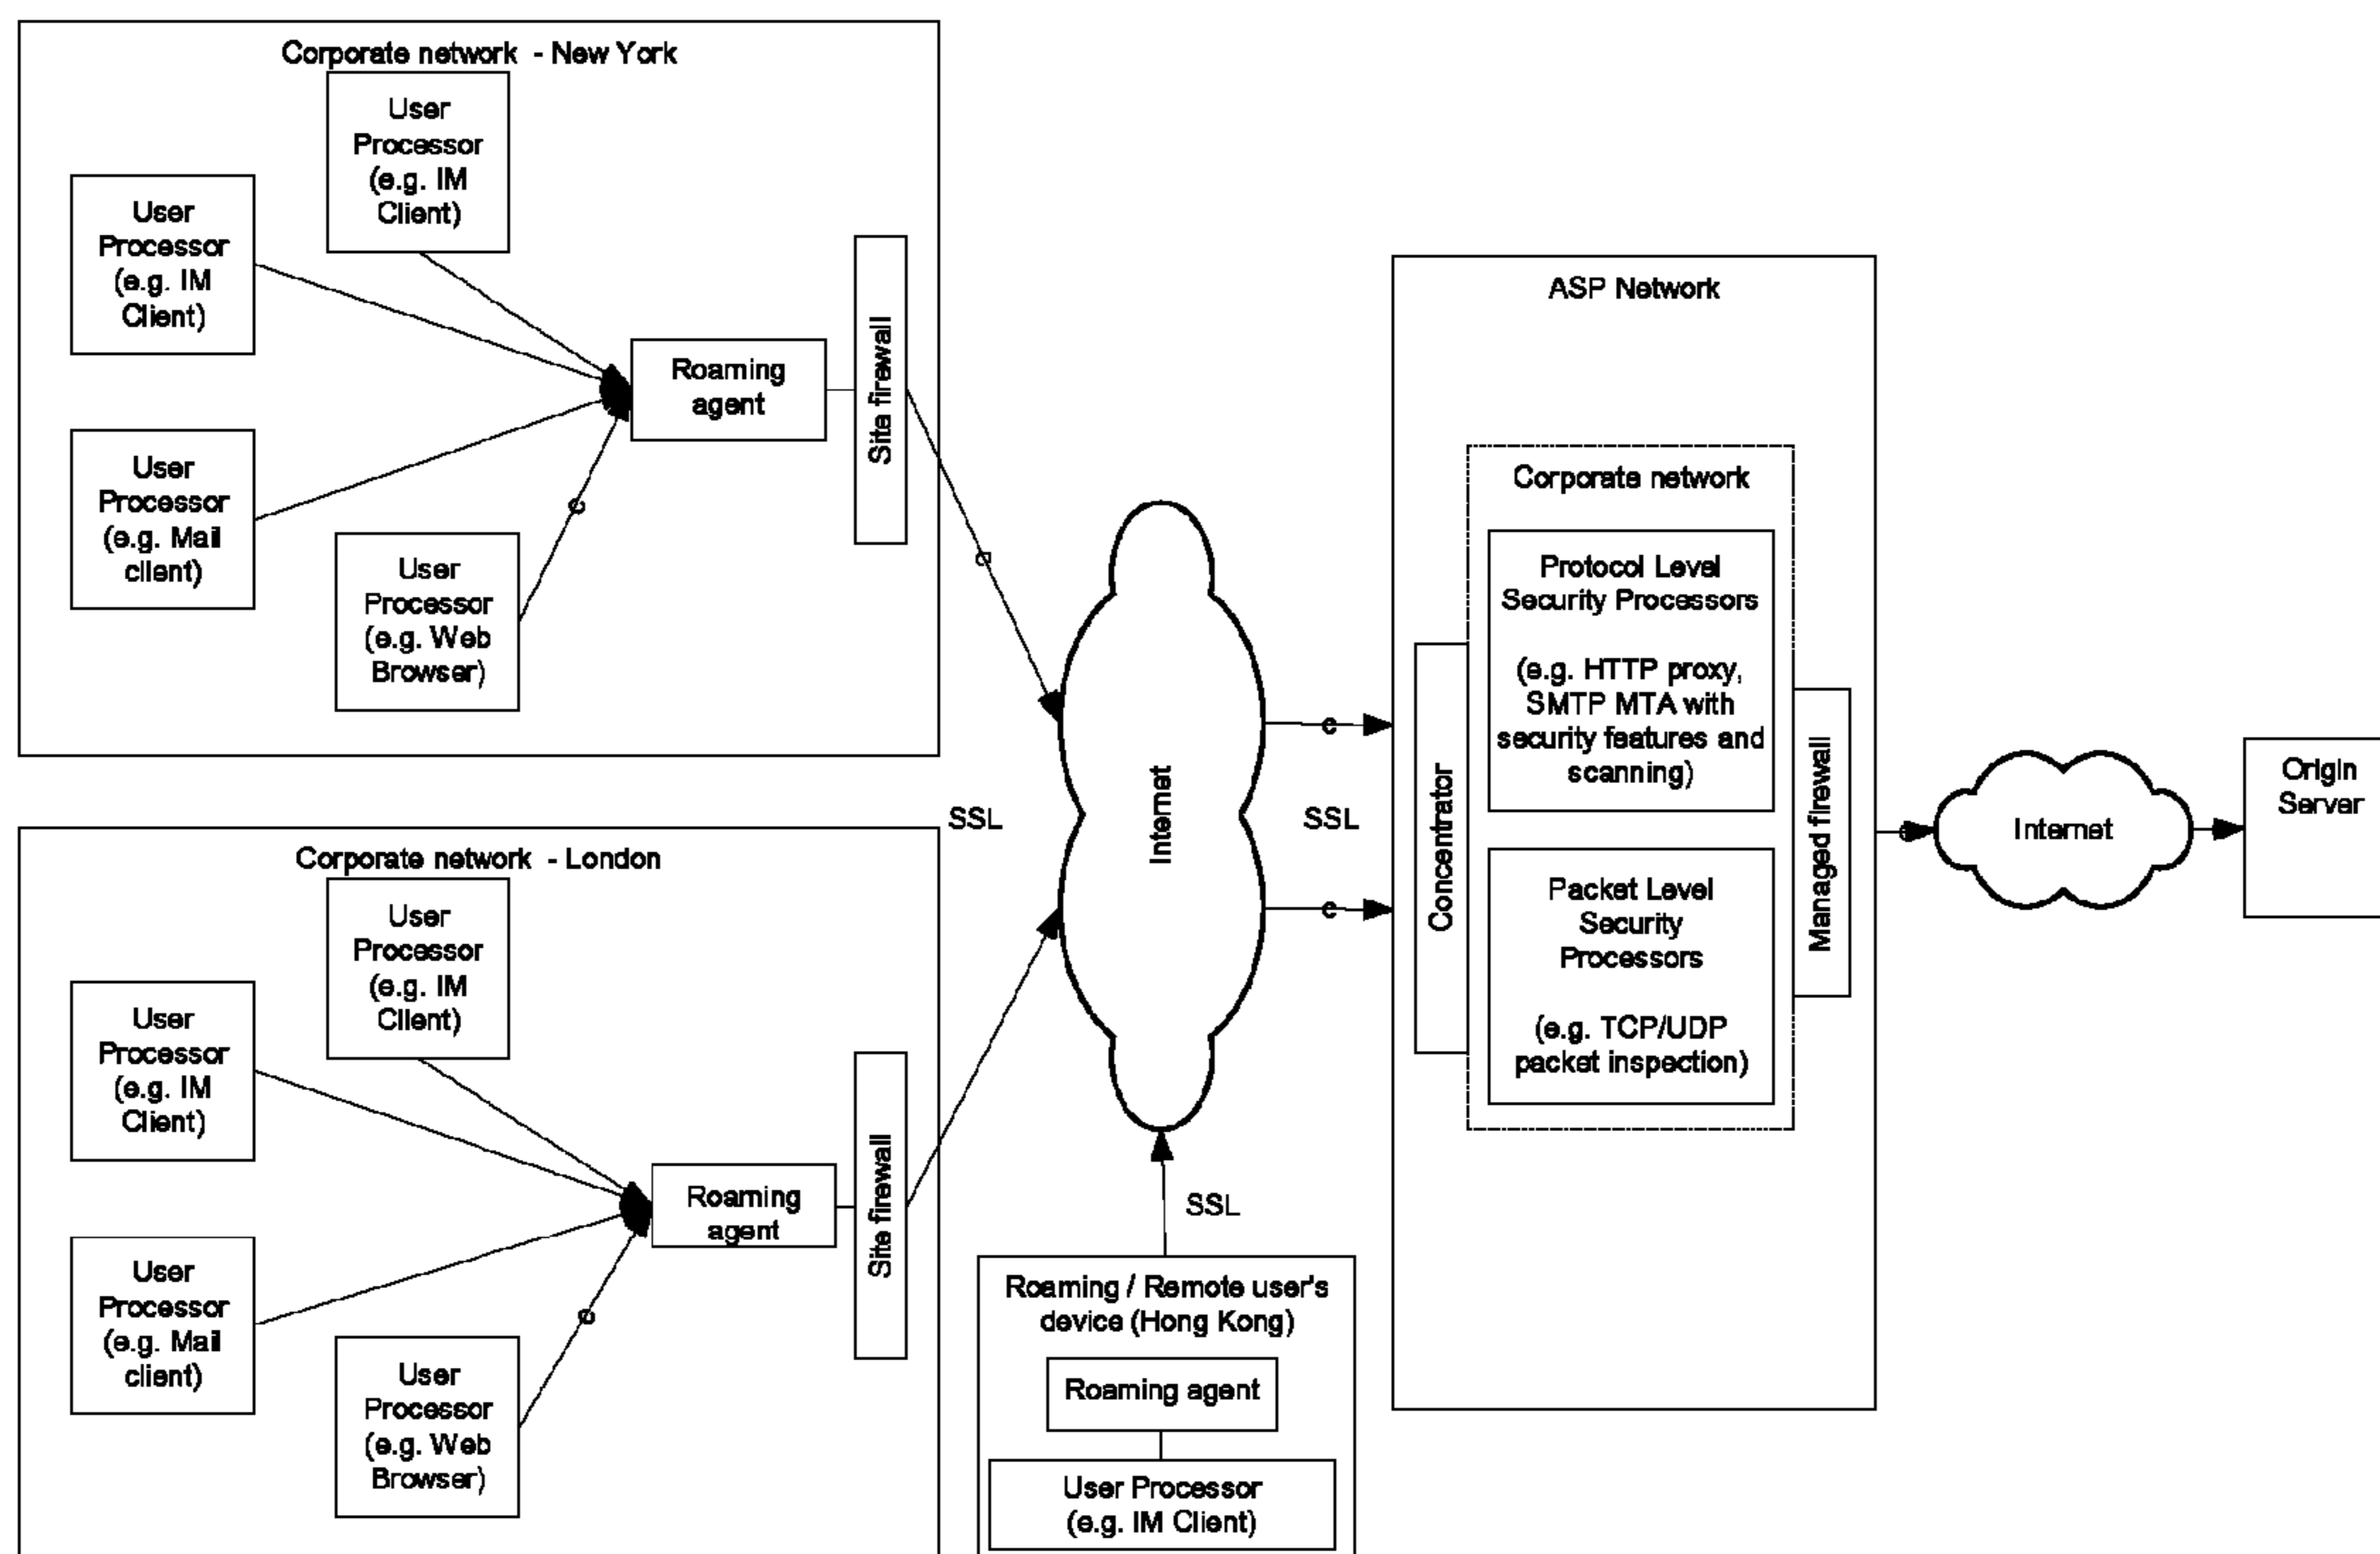 Corporate network - New York
User
Processor
(e.g. IM
Client)
User
Processor
(e.g. IM
Client)
Roaming
agent
Site firewall
User
Processor
(e.g. Mail
client)
User
Processor
(e.g. Web
Browser)
Corporate network - London
User
Processor
(e.g. IM
Client)
User
Processor
(e.g. IM
Client)
Roaming
agent
Site firewall
User
Processor
(e.g. Mail
client)
User
Processor
(e.g. Web
Browser)
SSL
Internet
SSL
SSL
Roaming / Remote user's
device (Hong Kong)
Roaming agent
User Processor
(e.g. IM Client)
ASP Network
Concentrator
Corporate network
Protocol Level
Security Processors
(e.g. HTTP proxy,
SMTP MTA with
security features and
scanning)
Packet Level
Security
Processors
(e.g. TCP/UDP
packet inspection)
Managed firewall
Internet
Origin
Server